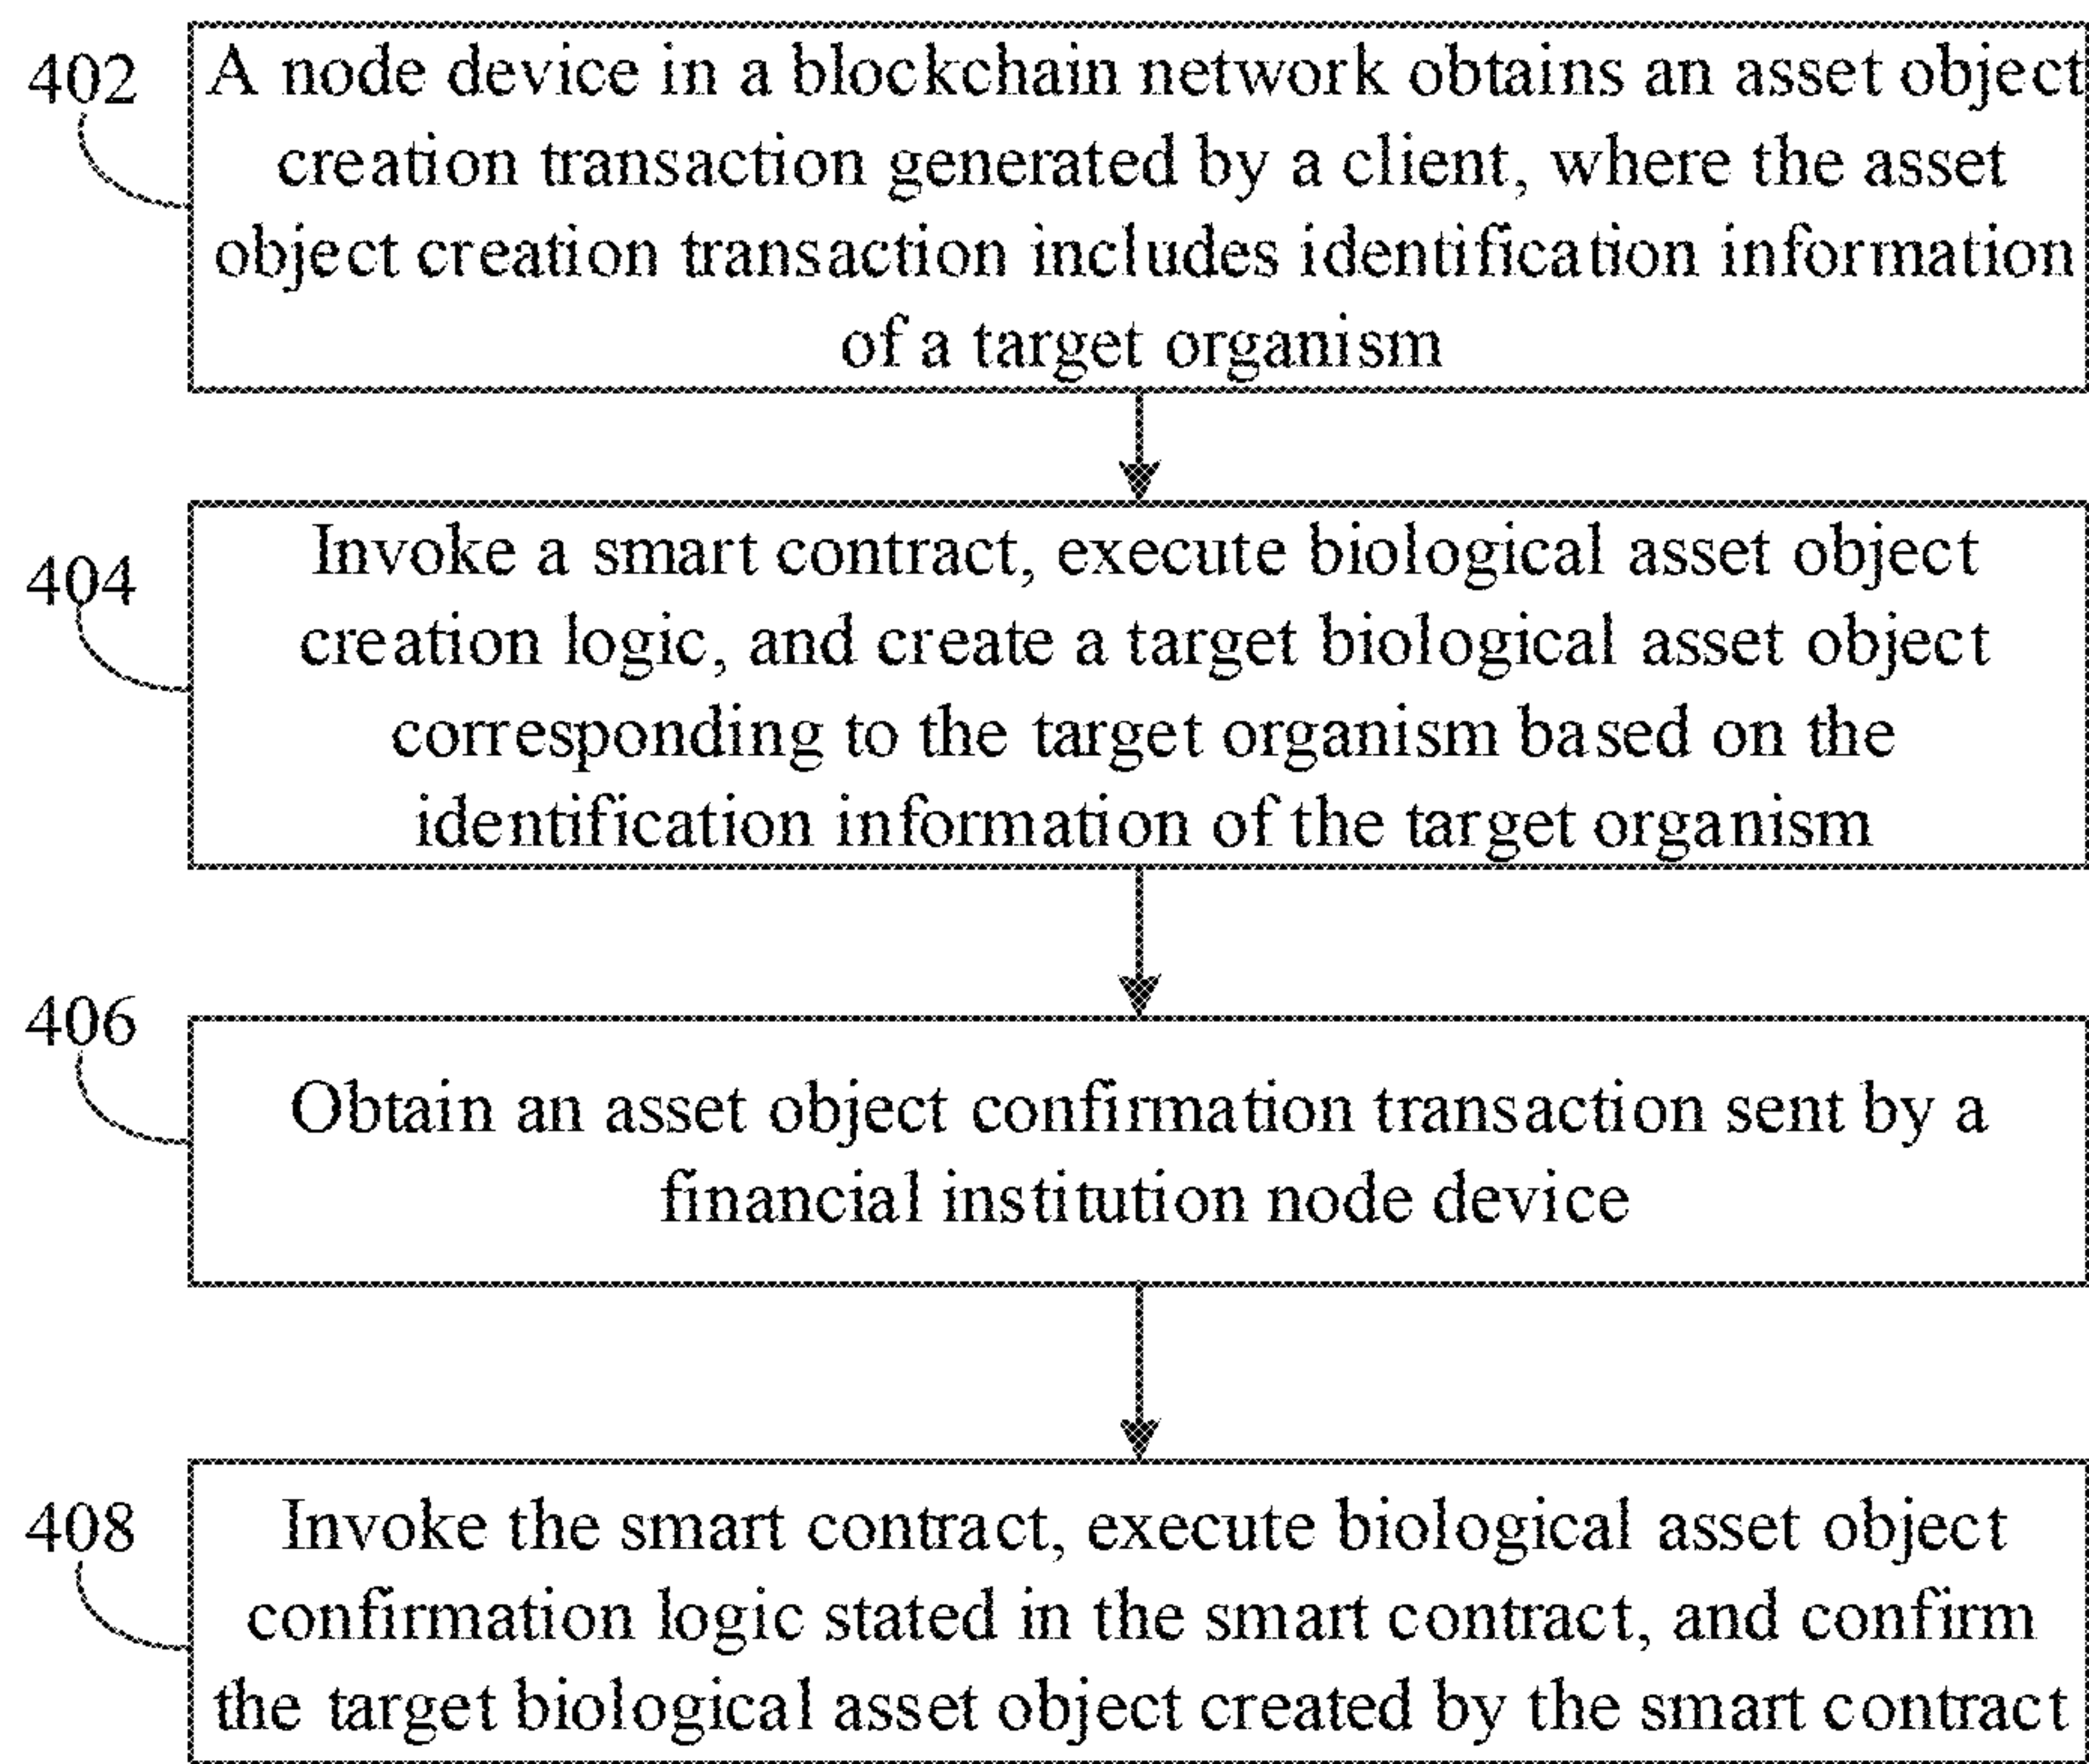 402
A node device in a blockchain network obtains an asset object
creation transaction generated by a client, where the asset
object creation transaction includes identification information
of a target organism
404
Invoke a smart contract, execute biological asset object
creation logic, and create a target biological asset object
corresponding to the target organism based on the
identification information of the target organism
406
Obtain an asset object confirmation transaction sent by a
financial institution node device
408
Invoke the smart contract, execute biological asset object
confirmation logic stated in the smart contract, and confirm
the target biological asset object created by the smart contract